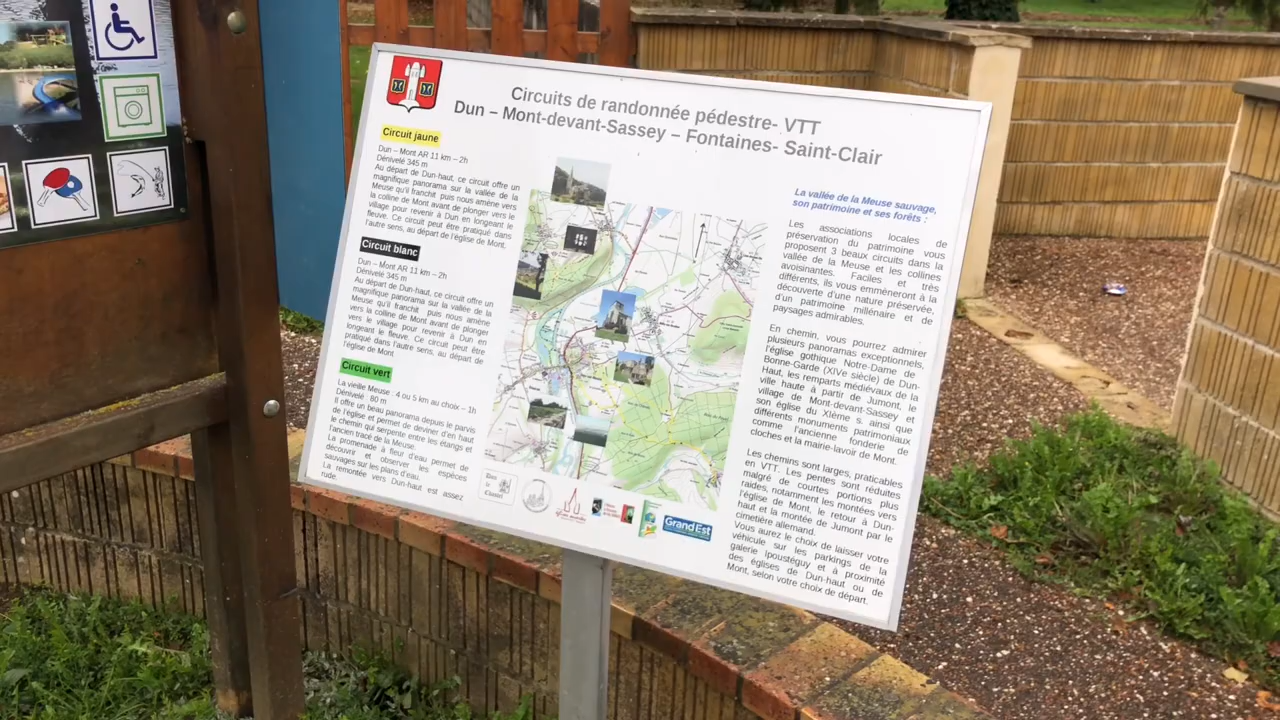 Circuits de randonnée pédestre- VTT
Dun – Mont-devant-Sassey – Fontaines- Saint-Clair
Circuit jaune
Dun – Mont AR 11 km – 2h
Dénivelé 345 m
Au départ de Dun-haut, ce circuit offre un
magnifique panorama sur la vallée de la
Meuse qu'il franchit puis nous amène vers
la colline de Mont avant de plonger vers le
village pour revenir à Dun en longeant le
fleuve. Ce circuit peut être pratiqué dans
l'autre sens, au départ de l'église de Mont,
Circuit blanc
Dun – Mont AR 11 km – 2h
Dénivelé 345 m
Au départ de Dun-haut, ce circuit offre un
magnifique panorama sur la vallée de la
Meuse qu'il franchit puis nous amène
vers la colline de Mont avant de plonger
vers le village pour revenir à Dun en
longeant le fleuve. Ce circuit peut être
pratiqué dans l'autre sens, au départ de
l'église de Mont
Circuit vert
La vieille Meuse : 4 ou 5 km au choix – 1h
Dénivelé : 80 m
Il offre un beau panorama depuis le parvis
de l'église et permet de deviner d'en haut
le chemin qui serpente entre les étangs et
l'ancien tracé de la Meuse.
La promenade à fleur d'eau permet de
découvrir et observer les espèces
sauvages sur les plans d'eau.
La remontée vers Dun-haut est assez
rude.
La vallée de la Meuse sauvage,
son patrimoine et ses forêts :
Les associations locales de
préservation du patrimoine vous
proposent 3 beaux circuits dans la
vallée de la Meuse et les collines
avoisinantes. Faciles et très
différents, ils vous emmèneront à la
découverte d'une nature préservée,
d'un patrimoine millénaire et de
paysages admirables.
En chemin, vous pourrez admirer
plusieurs panoramas exceptionnels,
l'église gothique Notre-Dame de
Bonne-Garde (XIVe siècle) de Dun-
Haut, les remparts médiévaux de la
ville haute à partir de Jumont, le
village de Mont-devant-Sassey et
son église du XIème s. ainsi que
différents monuments patrimoniaux
comme l'ancienne fonderie de
cloches et la mairie-lavoir de Mont.
Les chemins sont larges, praticables
en VTT. Les pentes sont réduites
malgré de courtes portions plus
raides, notamment les montées vers
l'église de Mont, le retour à Dun-
haut et la montée de Jumont par le
cimetière allemand.
Vous aurez le choix de laisser votre
véhicule sur les parkings de la
galerie Ipoustéguy et à proximité
des églises de Dun-haut, ou de
Mont, selon votre choix de départ.
Grand Est